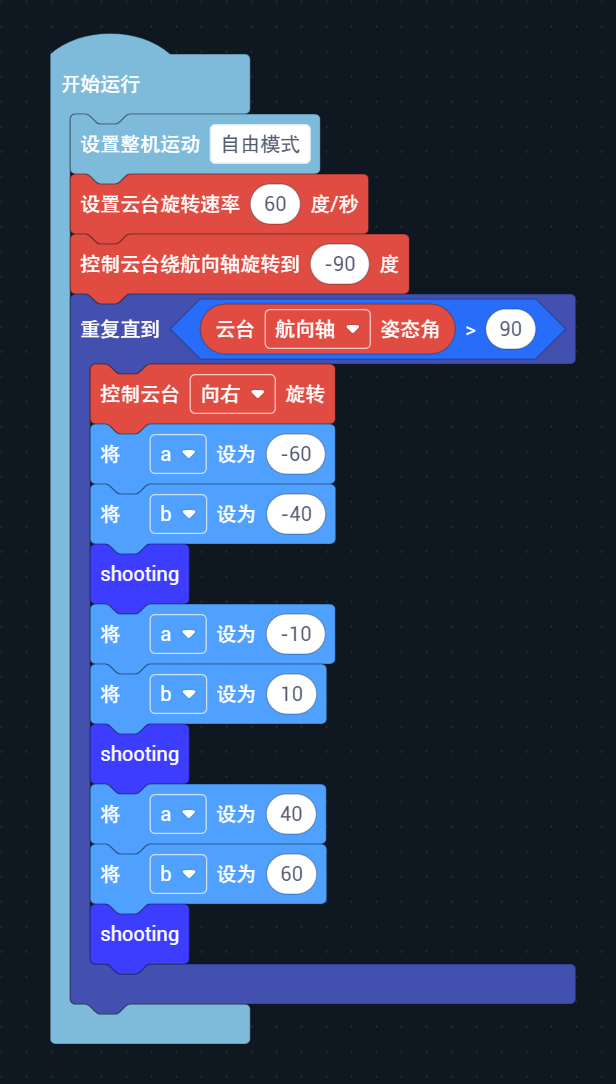 开始运行
设置整机运动 自由模式
设置云台旋转速率 60 度/秒
控制云台绕航向轴旋转到 -90 度
重复直到 云台 航向轴 姿态角 > 90
控制云台 向右 旋转
将 a 设为 -60
将 b 设为 -40
shooting
将 a 设为 -10
将 b 设为 10
shooting
将 a 设为 40
将 b 设为 60
shooting